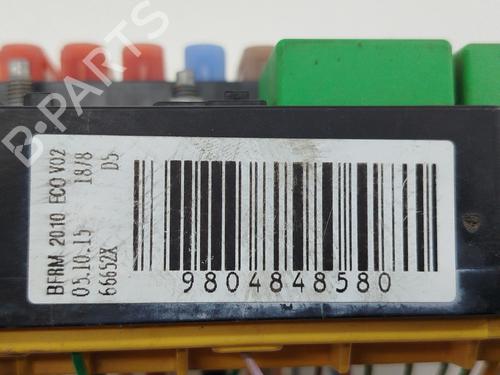 BFRM 2010 ECO V02
05.10.15 18/8
66652X D5
9804848580
B-PARTS